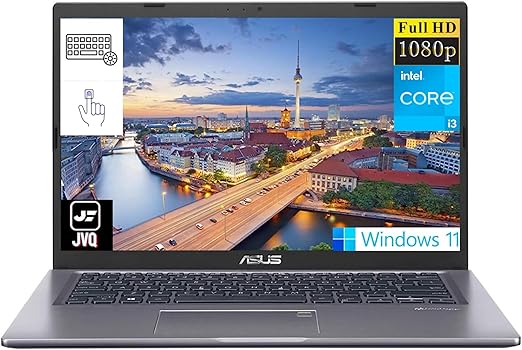 Full HD
1080p
intel
CORE
i3
JVQ
Windows 11
ASUS